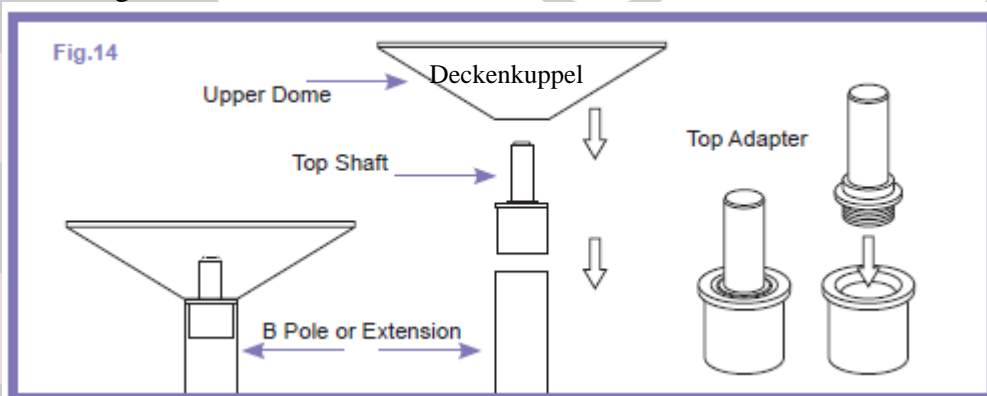 Fig.14
Deckenkuppel
Upper Dome
Top Shaft
Top Adapter
B Pole or Extension